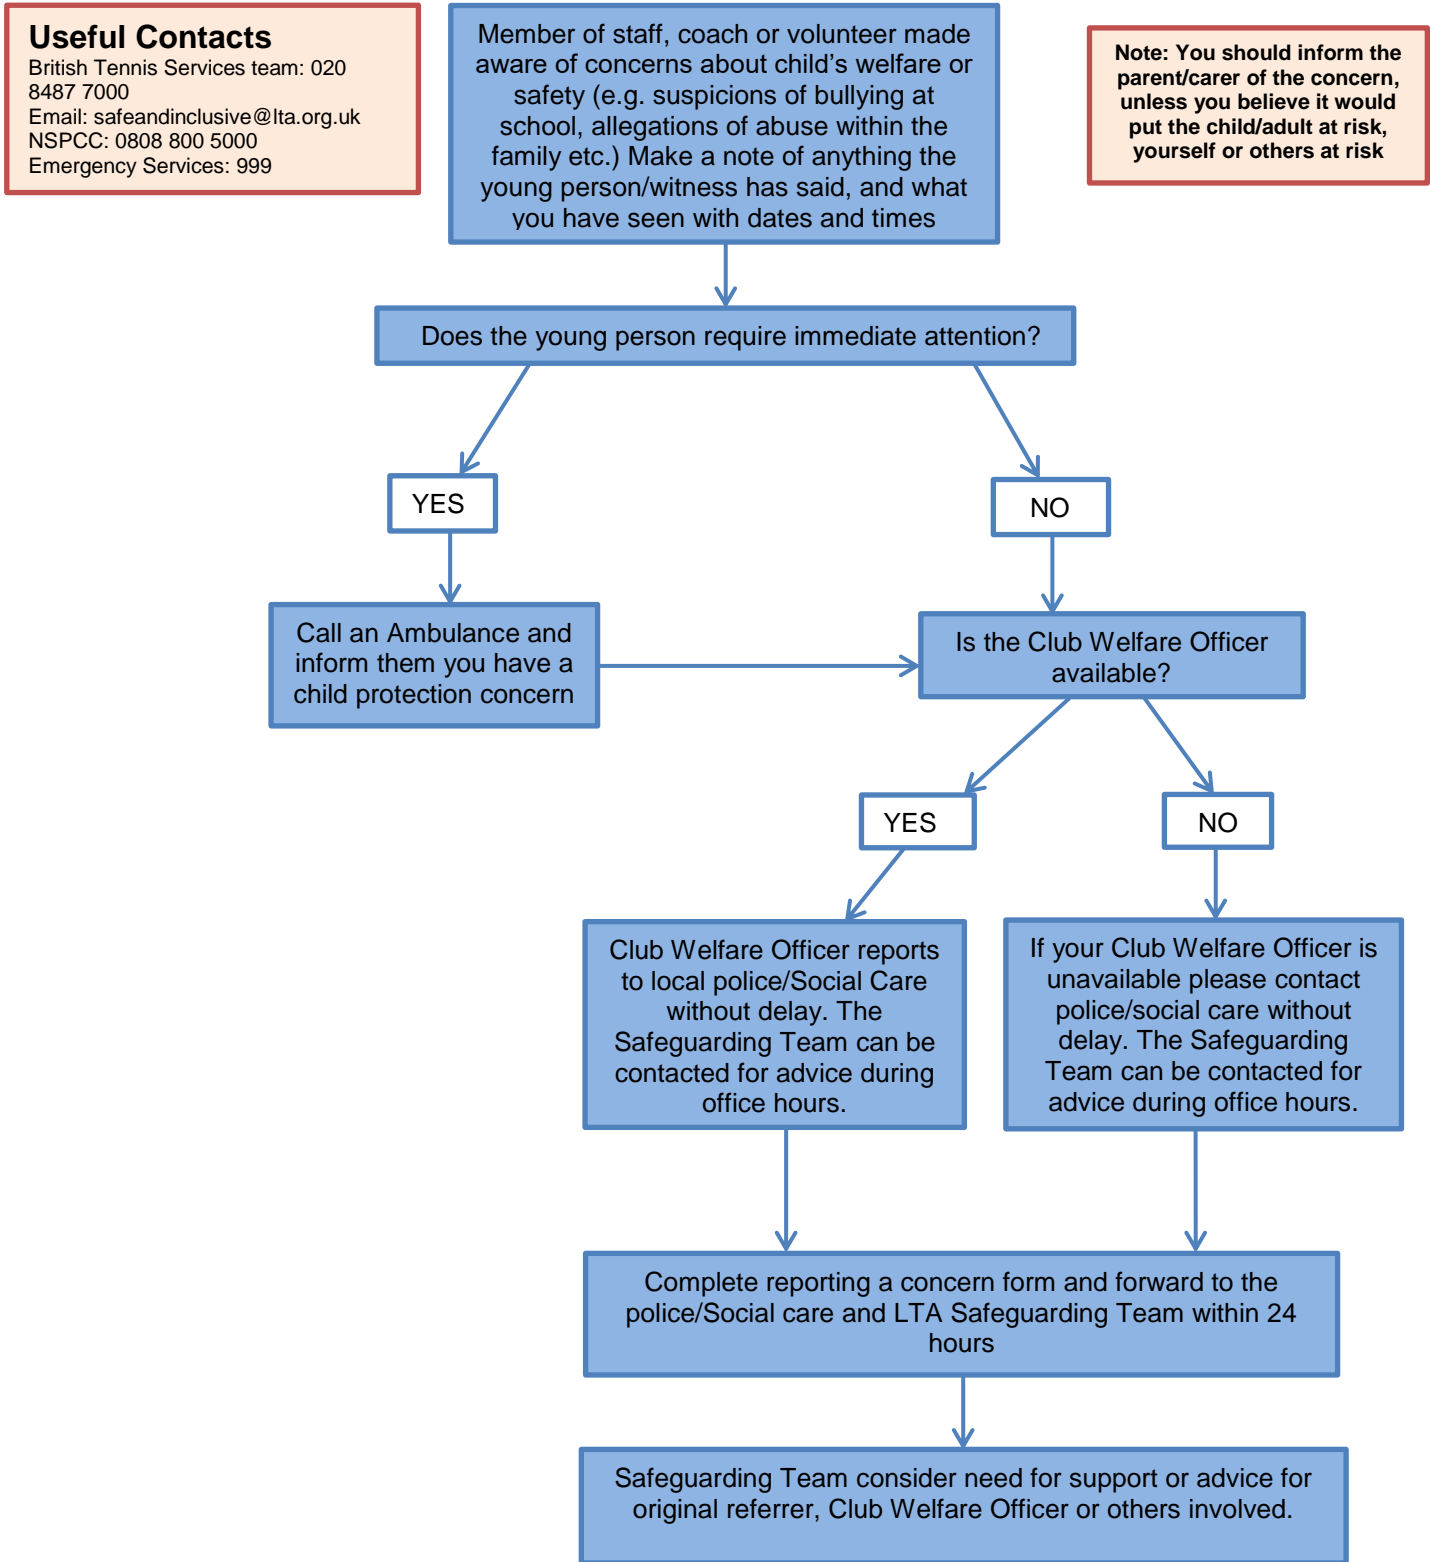 Useful Contacts
British Tennis Services team: 020
8487 7000
Email: safeandinclusive@lta.org.uk
NSPCC: 0808 800 5000
Emergency Services: 999
Member of staff, coach or volunteer made
aware of concerns about child's welfare or
safety (e.g. suspicions of bullying at
school, allegations of abuse within the
family etc.) Make a note of anything the
young person/witness has said, and what
you have seen with dates and times
Note: You should inform the
parent/carer of the concern,
unless you believe it would
put the child/adult at risk,
yourself or others at risk
Does the young person require immediate attention?
YES
NO
Call an Ambulance and
inform them you have a
child protection concern
Is the Club Welfare Officer
available?
YES
NO
Club Welfare Officer reports
to local police/Social Care
without delay. The
Safeguarding Team can be
contacted for advice during
office hours.
If your Club Welfare Officer is
unavailable please contact
police/social care without
delay. The Safeguarding
Team can be contacted for
advice during office hours.
Complete reporting a concern form and forward to the
police/Social care and LTA Safeguarding Team within 24
hours
Safeguarding Team consider need for support or advice for
original referrer, Club Welfare Officer or others involved.